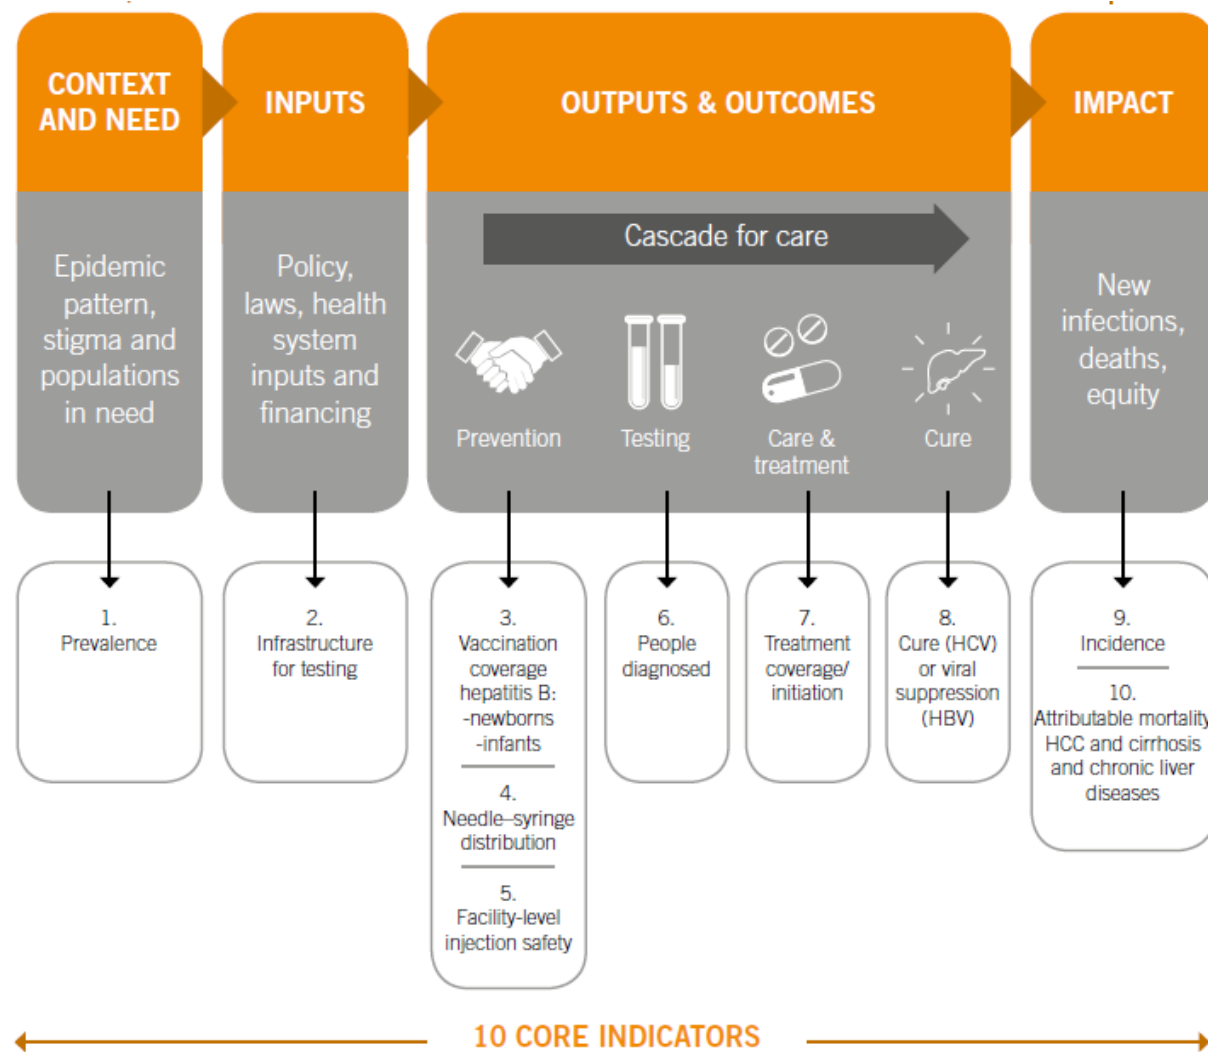 CONTEXT
AND NEED
INPUTS
OUTPUTS & OUTCOMES
IMPACT
Epidemic
pattern,
stigma and
populations
in need
Policy,
laws, health
system
inputs and
financing
Cascade for care
Prevention
Testing
Care &
treatment
Cure
New
infections,
deaths,
equity
1.
Prevalence
2.
Infrastructure
for testing
3.
Vaccination
coverage
hepatitis B:
-newborns
-infants
4.
Needle–syringe
distribution
5.
Facility-level
injection safety
6.
People
diagnosed
7.
Treatment
coverage/
initiation
8.
Cure (HCV)
or viral
suppression
(HBV)
9.
Incidence
10.
Attributable mortality
HCC and cirrhosis
and chronic liver
diseases
10 CORE INDICATORS